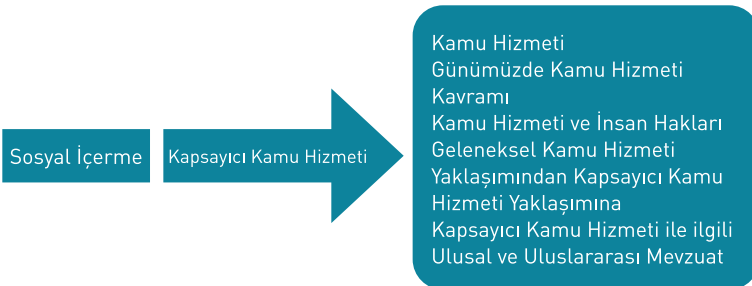 Sosyal İçerme
Kapsayıcı Kamu Hizmeti
Kamu Hizmeti
Günümüzde Kamu Hizmeti
Kavramı
Kamu Hizmeti ve İnsan Hakları
Geleneksel Kamu Hizmeti
Yaklaşımından Kapsayıcı Kamu
Hizmeti Yaklaşımına
Kapsayıcı Kamu Hizmeti ile ilgili
Ulusal ve Uluslararası Mevzuat